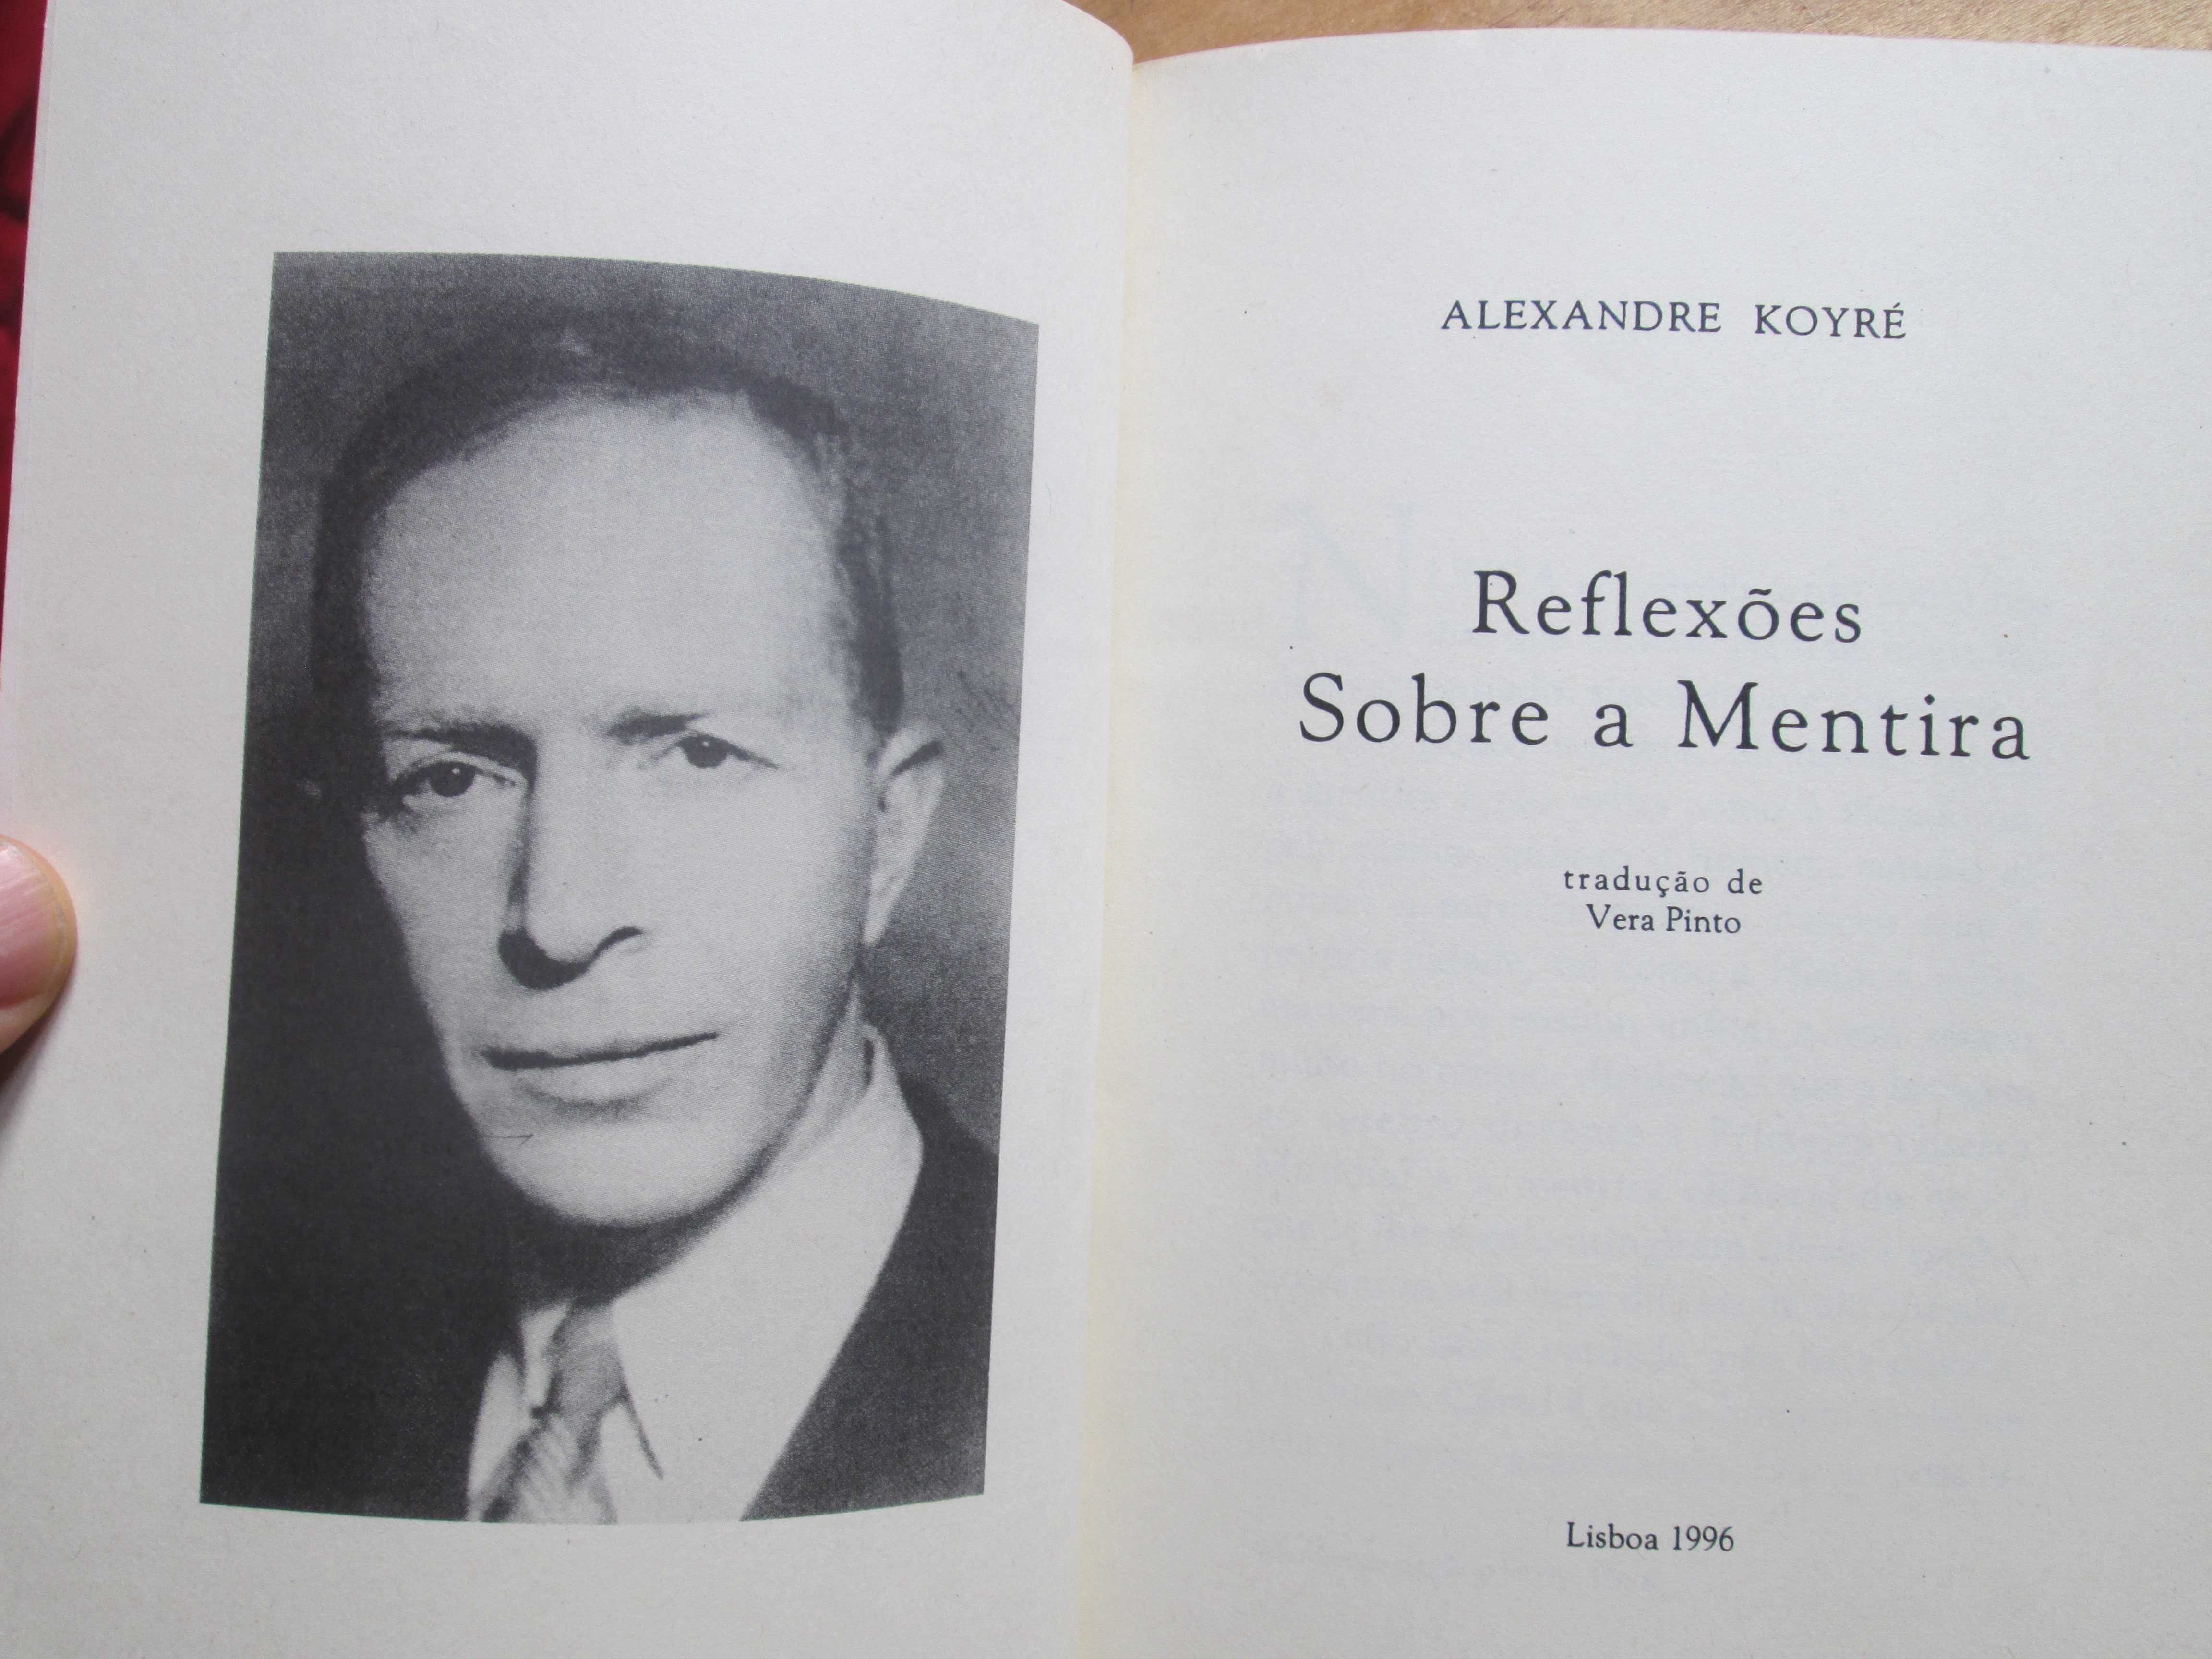 ALEXANDRE KOYRÉ
Reflexões
Sobre a Mentira
tradução de
Vera Pinto
Lisboa 1996